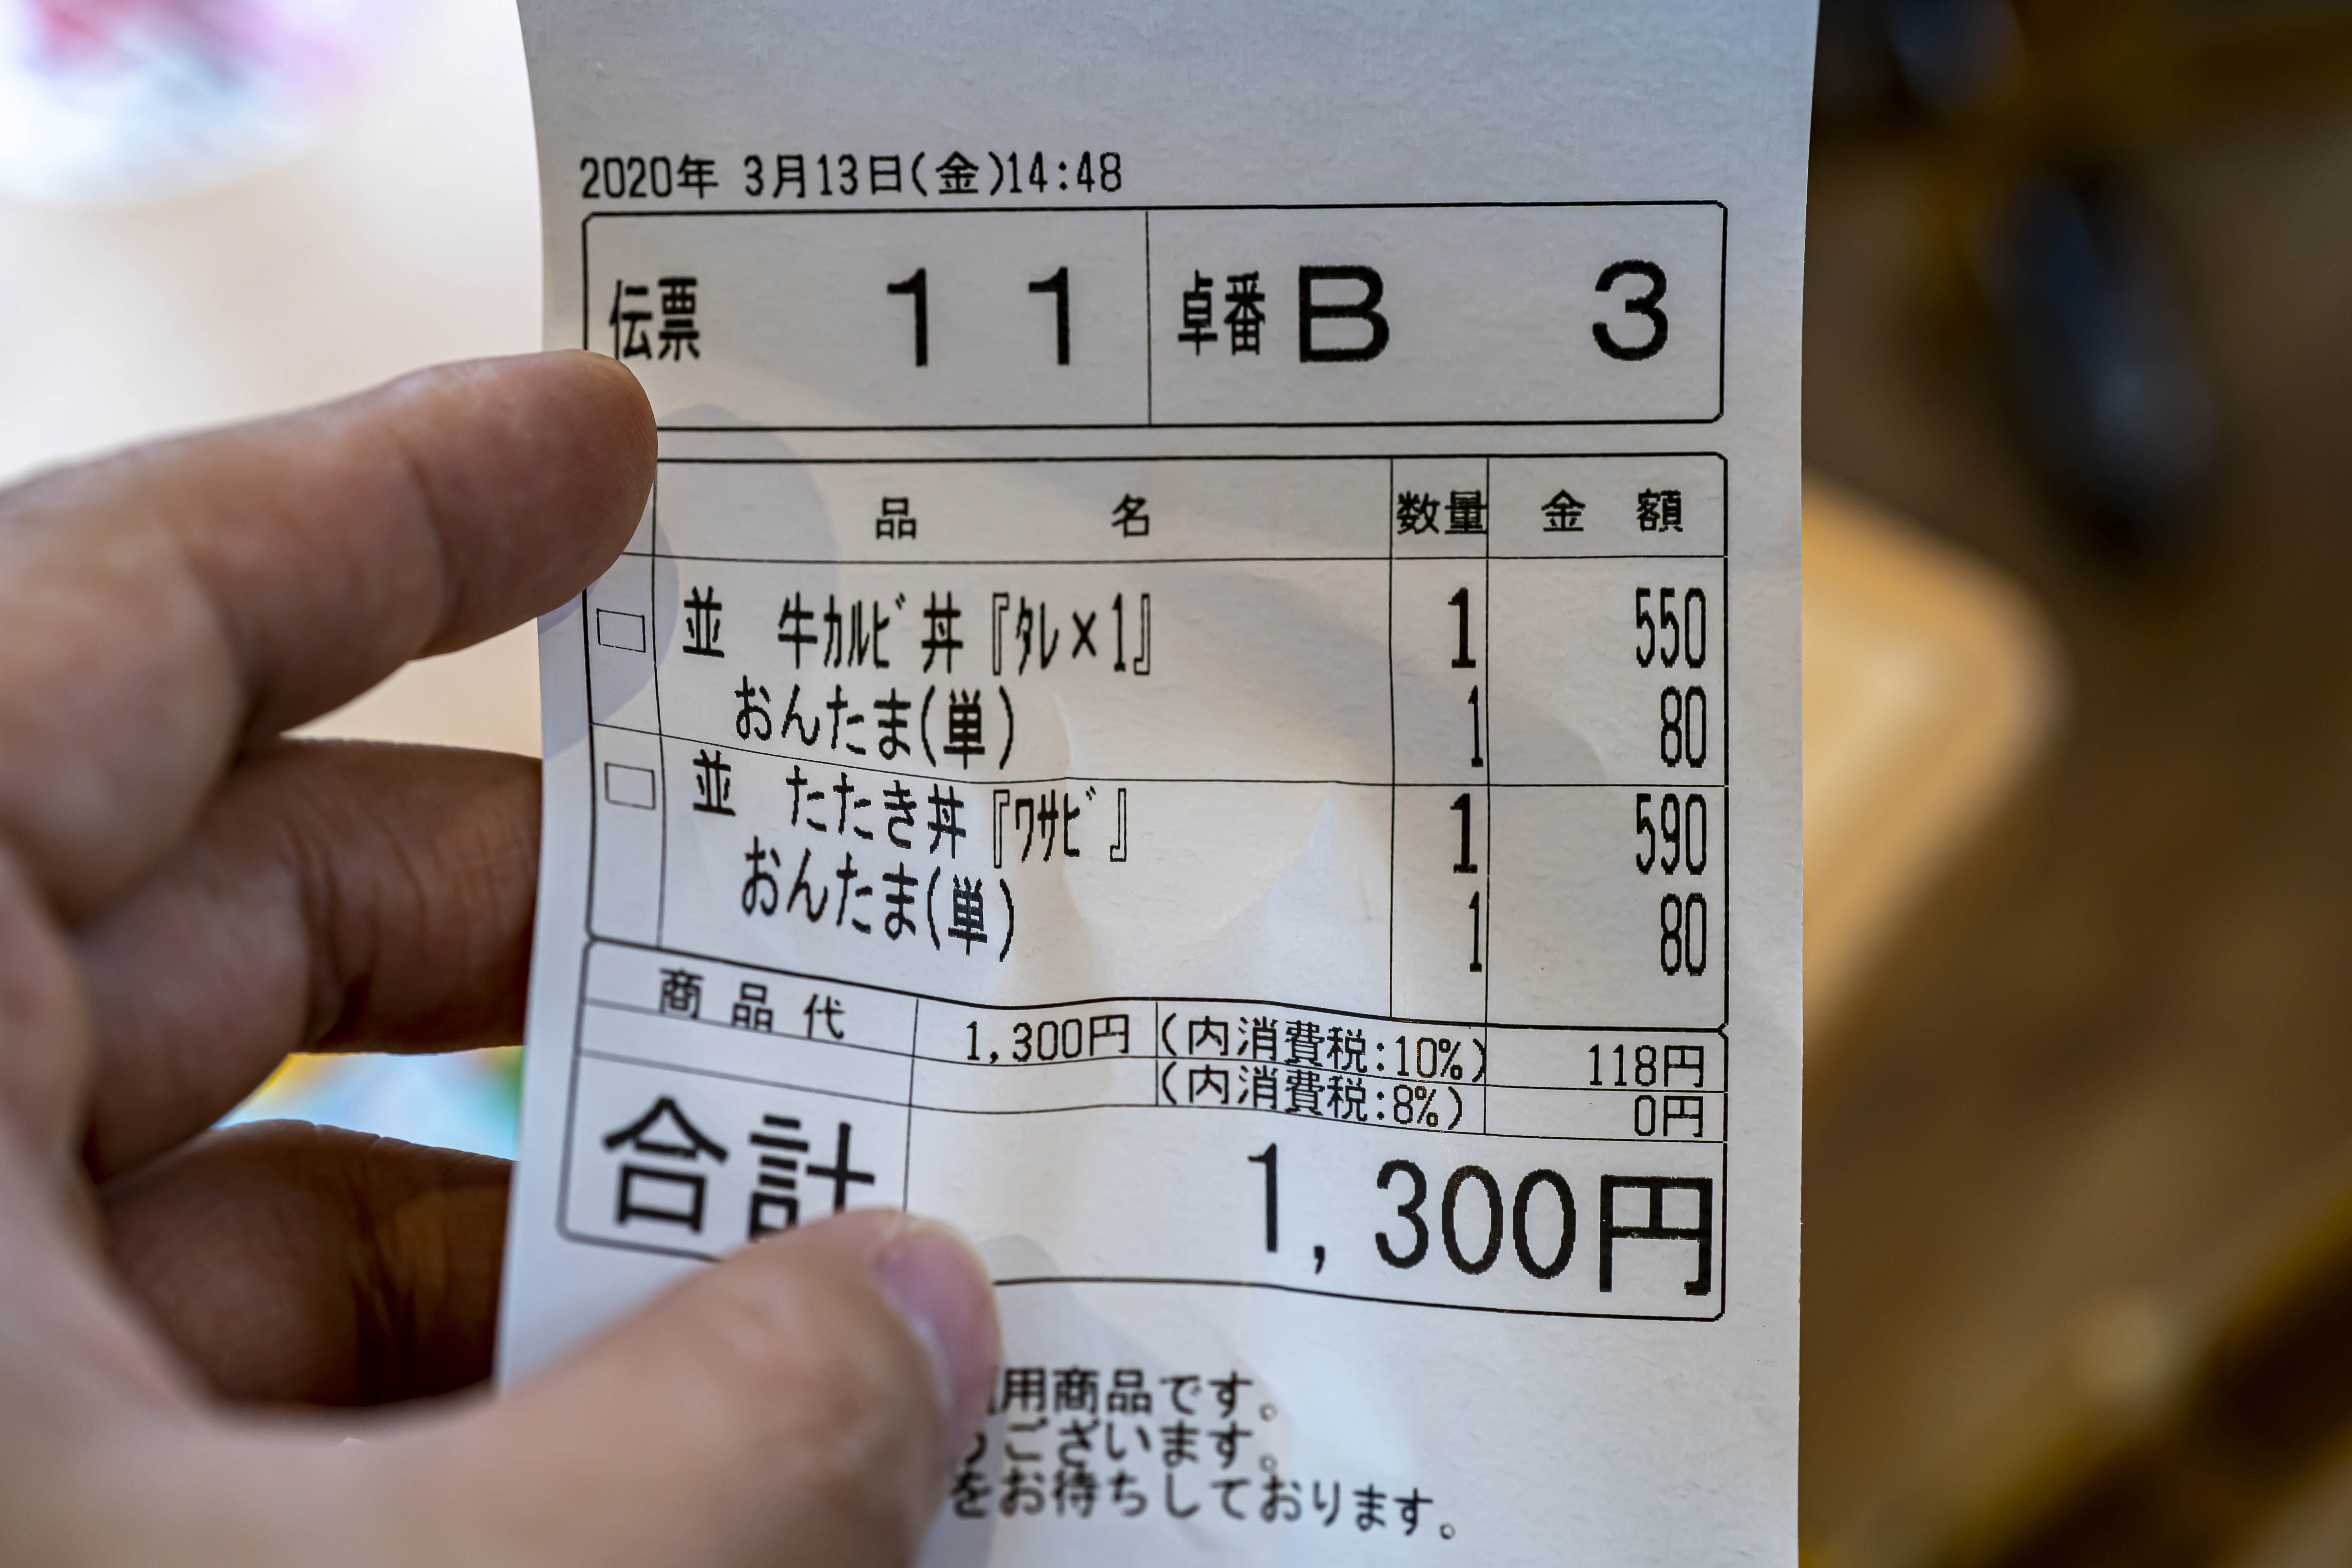 2020年 3月13日(金)14:48
伝票 11 卓番 B 3
品名 数量 金額
並 牛ｶﾙﾋﾞ丼『ﾀﾚ×1』 1 550
おんたま(単) 1 80
並 たたき丼『ﾜｻﾋﾞ』 1 590
おんたま(単) 1 80
商品代 1,300円 (内消費税:10%) 118円
(内消費税:8%) 0円
合計 1,300円
用商品です。
ございます。
をお待ちしております。